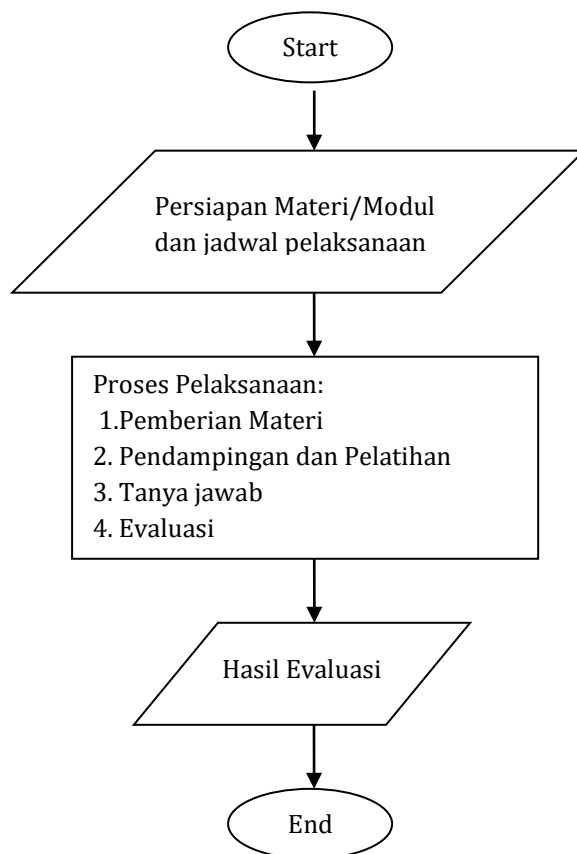 Start
Persiapan Materi/Modul
dan jadwal pelaksanaan
Proses Pelaksanaan:
1.Pemberian Materi
2. Pendampingan dan Pelatihan
3. Tanya jawab
4. Evaluasi
Hasil Evaluasi
End